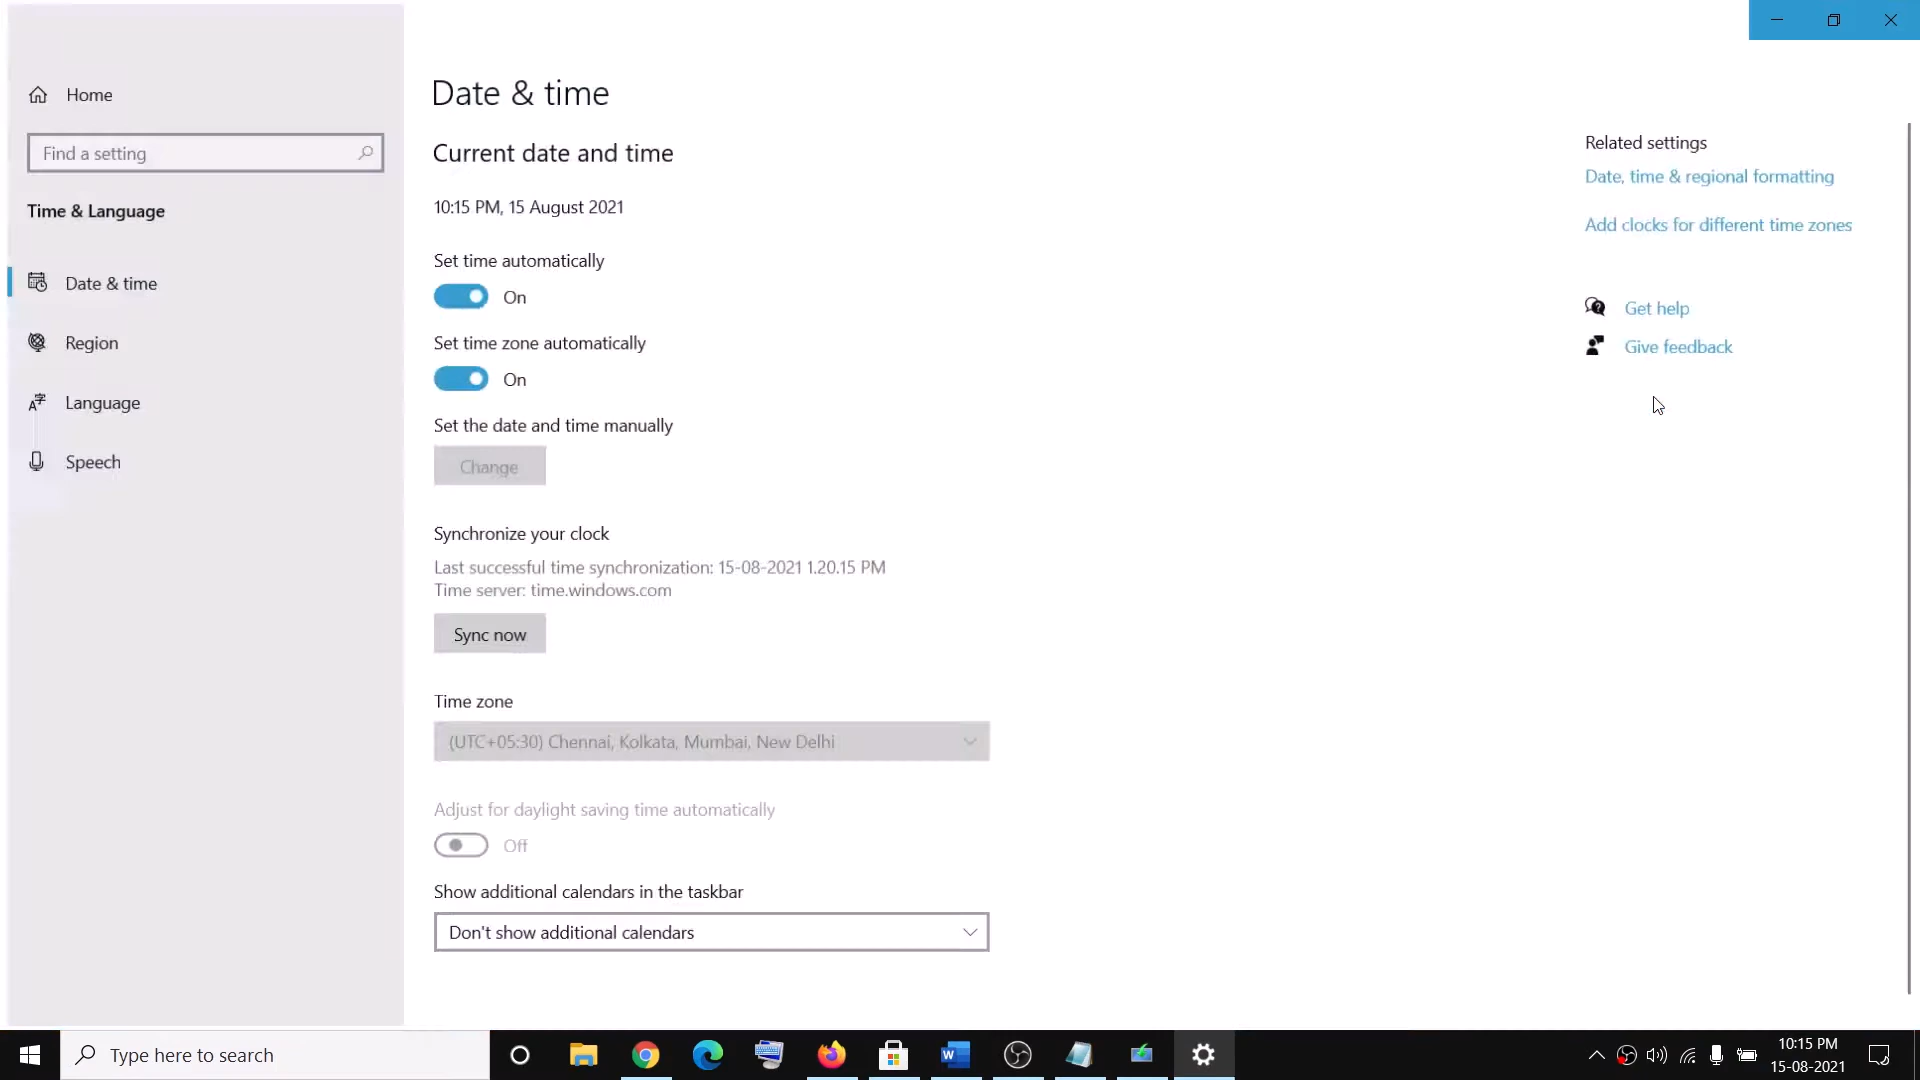 Home
Find a setting
Time & Language
Date & time
Region
Language
Speech
Date & time
Current date and time
10:15 PM, 15 August 2021
Set time automatically
On
Set time zone automatically
On
Set the date and time manually
Change
Synchronize your clock
Last successful time synchronization: 15-08-2021 1.20.15 PM
Time server: time.windows.com
Sync now
Time zone
(UTC+05:30) Chennai, Kolkata, Mumbai, New Delhi
Adjust for daylight saving time automatically
Off
Show additional calendars in the taskbar
Don't show additional calendars
Related settings
Date, time & regional formatting
Add clocks for different time zones
Get help
Give feedback
Type here to search
10:15 PM
15-08-2021